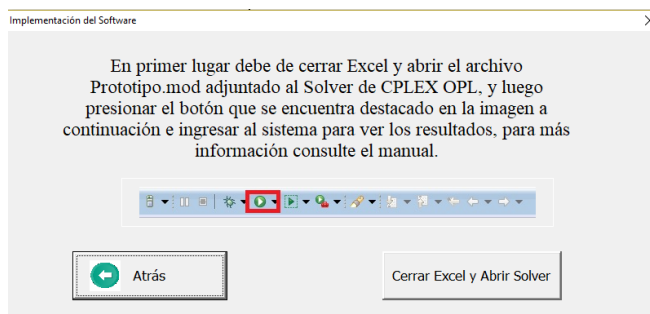 Implementación del Software
En primer lugar debe de cerrar Excel y abrir el archivo
Prototipo.mod adjuntado al Solver de CPLEX OPL, y luego
presionar el botón que se encuentra destacado en la imagen a
continuación e ingresar al sistema para ver los resultados, para más
información consulte el manual.
Atrás
Cerrar Excel y Abrir Solver